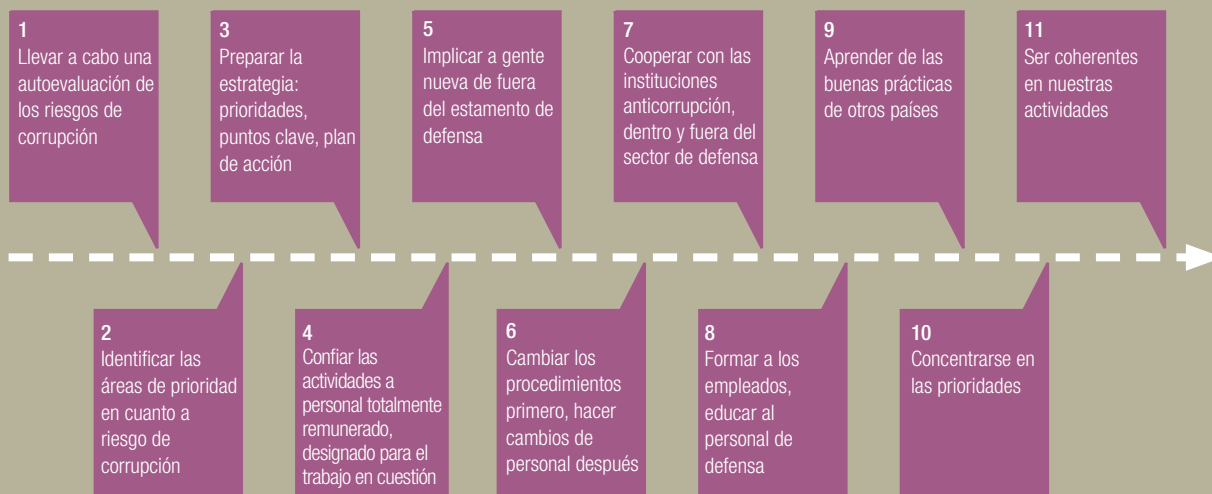 1
Llevar a cabo una
autoevaluación de
los riesgos de
corrupción
2
Identificar las
áreas de prioridad
en cuanto a
riesgo de
corrupción
3
Preparar la
estrategia:
prioridades,
puntos clave, plan
de acción
4
Confiar las
actividades a
personal totalmente
remunerado,
designado para el
trabajo en cuestión
5
Implicar a gente
nueva de fuera
del estamento de
defensa
6
Cambiar los
procedimientos
primero, hacer
cambios de
personal después
7
Cooperar con las
instituciones
anticorrupción,
dentro y fuera del
sector de defensa
8
Formar a los
empleados,
educar al
personal de
defensa
9
Aprender de las
buenas prácticas
de otros países
10
Concentrarse en
las prioridades
11
Ser coherentes
en nuestras
actividades